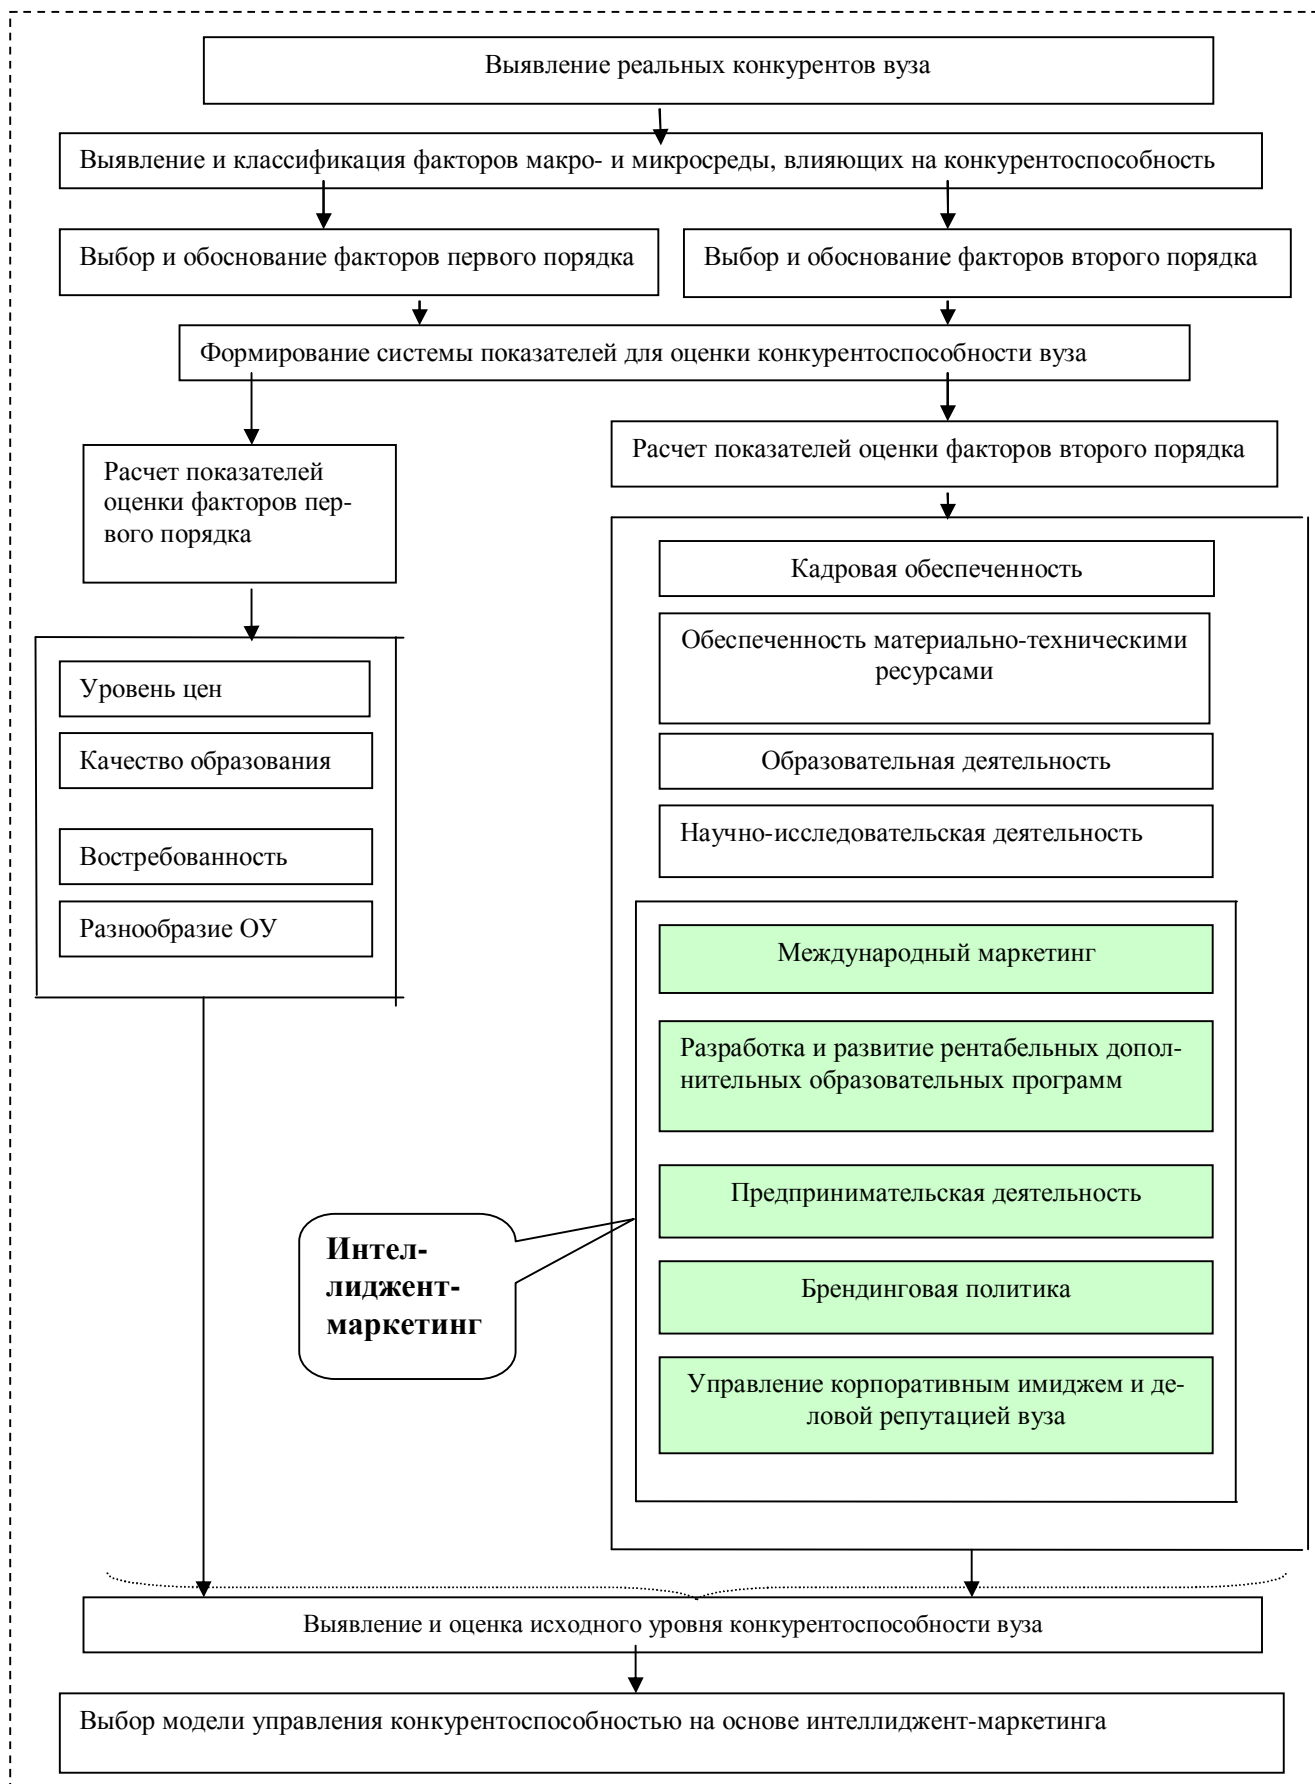 Выявление реальных конкурентов вуза
Выявление и классификация факторов макро- и микросреды, влияющих на конкурентоспособность
Выбор и обоснование факторов первого порядка
Выбор и обоснование факторов второго порядка
Формирование системы показателей для оценки конкурентоспособности вуза
Расчет показателей
оценки факторов пер-
вого порядка
Уровень цен
Качество образования
Востребованность
Разнообразие ОУ
Расчет показателей оценки факторов второго порядка
Кадровая обеспеченность
Обеспеченность материально-техническими
ресурсами
Образовательная деятельность
Научно-исследовательская деятельность
Международный маркетинг
Разработка и развитие рентабельных допол-
нительных образовательных программ
Предпринимательская деятельность
Брендинговая политика
Управление корпоративным имиджем и де-
ловой репутацией вуза
Интел-
лиджент-
маркетинг
Выявление и оценка исходного уровня конкурентоспособности вуза
Выбор модели управления конкурентоспособностью на основе интеллиджент-маркетинга